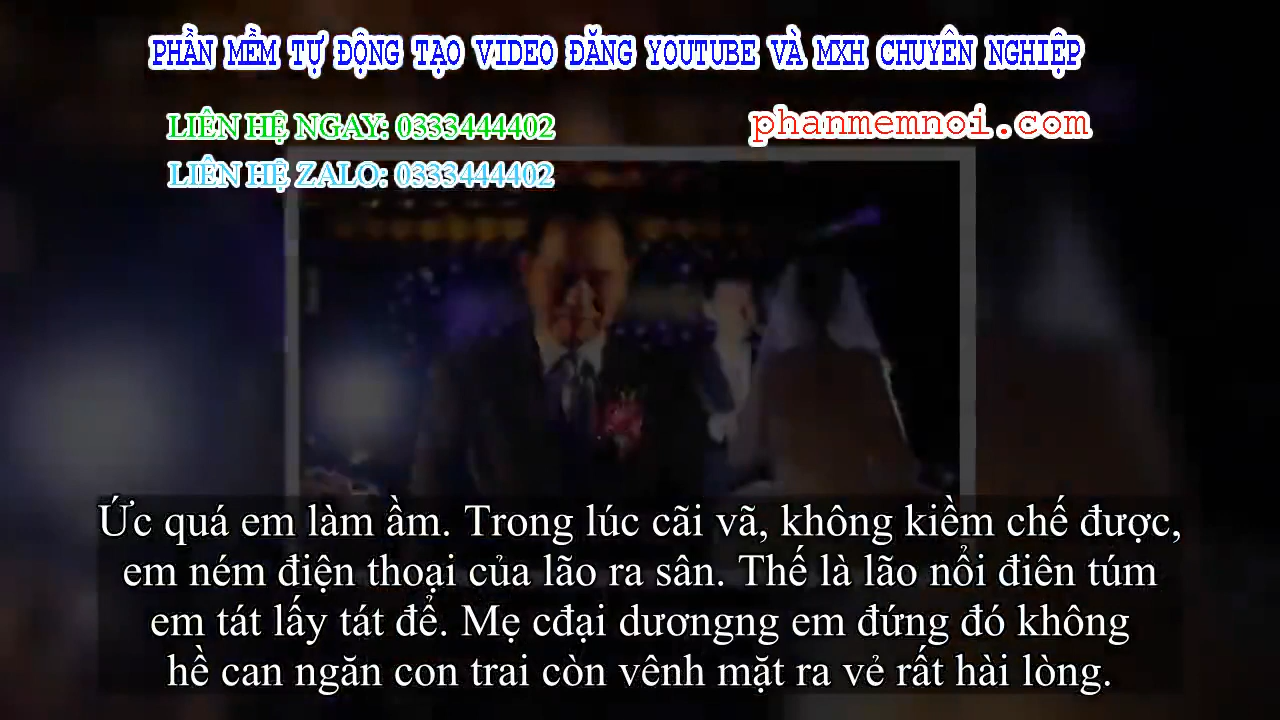 PHẦN MỀM TỰ ĐỘNG TẠO VIDEO ĐĂNG YOUTUBE VÀ MXH CHUYÊN NGHIỆP
LIÊN HỆ NGAY: 0333444402
phanmemnoi.com
LIÊN HỆ ZALO: 0333444402
Ức quá em làm ầm. Trong lúc cãi vã, không kiềm chế được,
em ném điện thoại của lão ra sân. Thế là lão nổi điên túm
em tát lấy tát để. Mẹ cđại dươngng em đứng đó không
hề can ngăn con trai còn vênh mặt ra vẻ rất hài lòng.